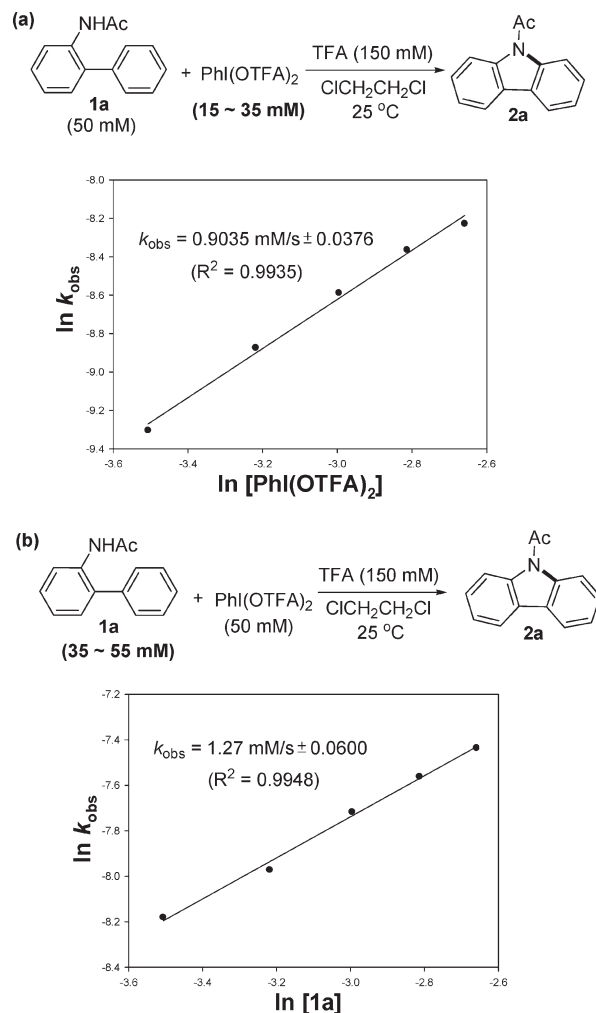 (a)
NHAc
1a
(50 mM)
+ PhI(OTFA)2
(15 ~ 35 mM)
TFA (150 mM)
ClCH2CH2Cl
25 °C
Ac
N
2a
-8.0
-8.2
-8.4
-8.6
-8.8
-9.0
-9.2
-9.4
ln kobs
kobs = 0.9035 mM/s ± 0.0376
(R2 = 0.9935)
-3.6 -3.4 -3.2 -3.0 -2.8 -2.6
ln [PhI(OTFA)2]
(b)
NHAc
1a
(35 ~ 55 mM)
+ PhI(OTFA)2
(50 mM)
TFA (150 mM)
ClCH2CH2Cl
25 °C
Ac
N
2a
-7.2
-7.4
-7.6
-7.8
-8.0
-8.2
-8.4
ln kobs
kobs = 1.27 mM/s ± 0.0600
(R2 = 0.9948)
-3.6 -3.4 -3.2 -3.0 -2.8 -2.6
ln [1a]